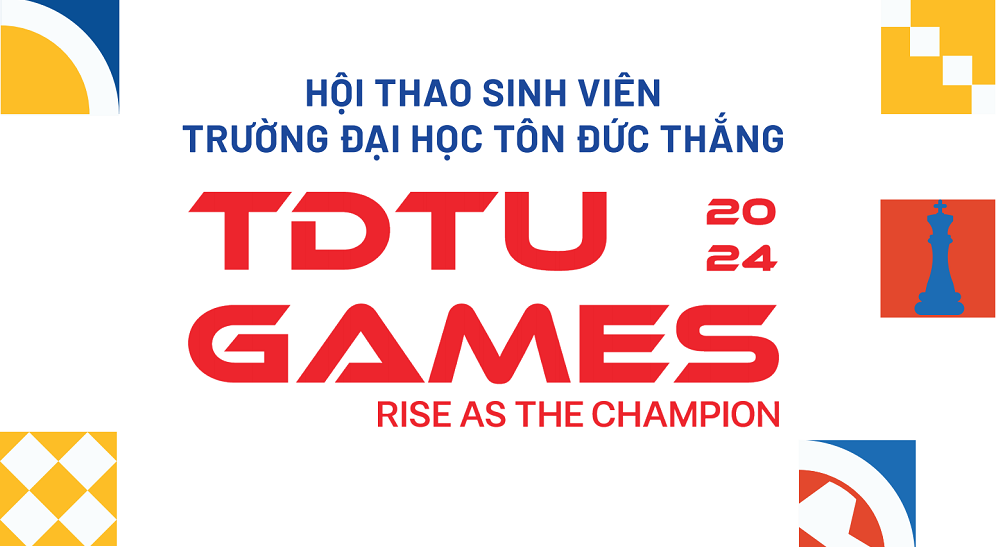 HỘI THAO SINH VIÊN
TRƯỜNG ĐẠI HỌC TÔN ĐỨC THẮNG
TDTU
20
24
GAMES
RISE AS THE CHAMPION